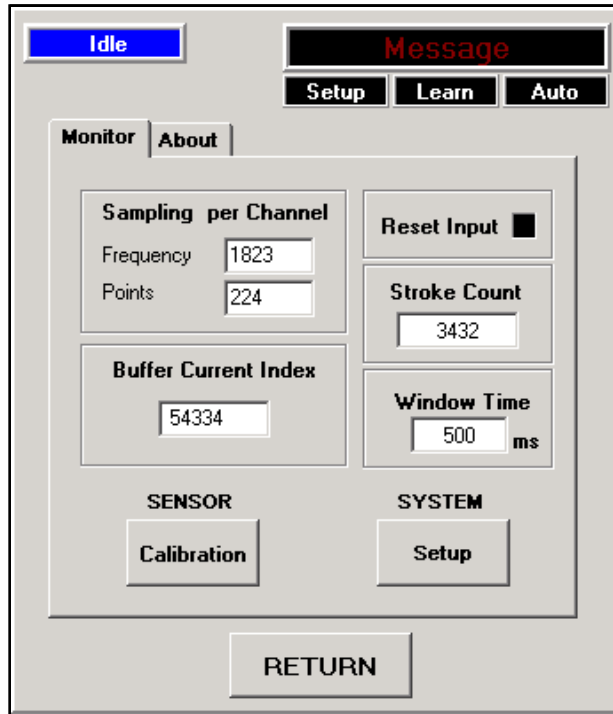 Idle
Message
Setup Learn Auto
Monitor About
Sampling per Channel
Frequency 1823
Points 224
Reset Input
Stroke Count
3432
Buffer Current Index
54334
Window Time
500 ms
SENSOR SYSTEM
Calibration Setup
RETURN